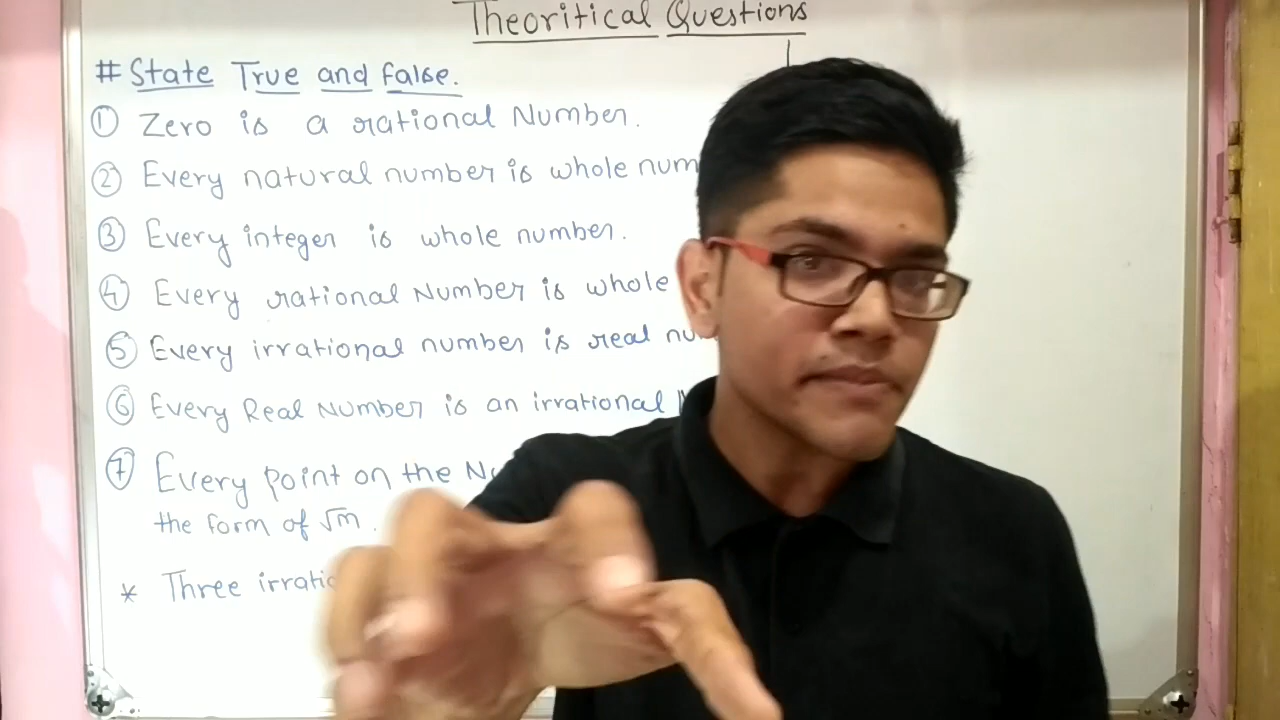 Theoritical Questions
# State True and false.
① Zero is a rational Number.
② Every natural number is whole num
③ Every integer is whole number.
④ Every rational Number is whole
⑤ Every irrational number is real nu
⑥ Every Real Number is an irrational
⑦ Every point on the
the form of √m.
* Three